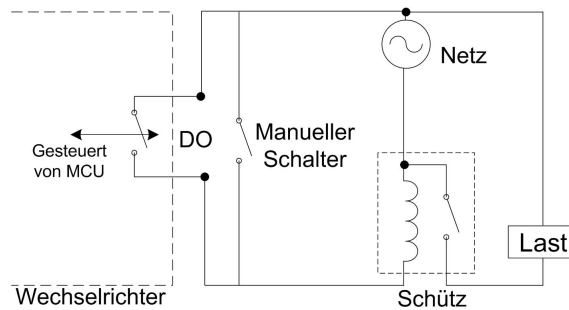 Netz
DO
Manueller
Schalter
Gesteuert
von MCU
Last
Wechselrichter
Schütz